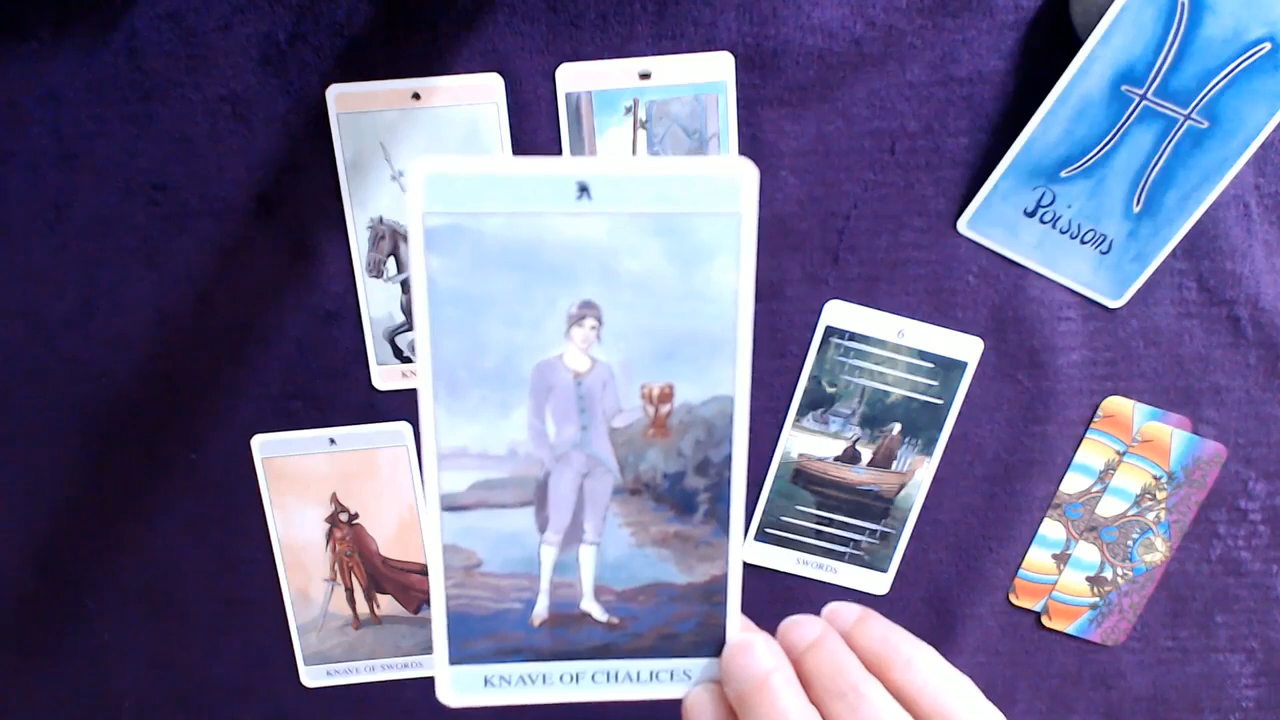 Poissons
6
SWORDS
KN
KNAVE OF SWORDS
KNAVE OF CHALICES